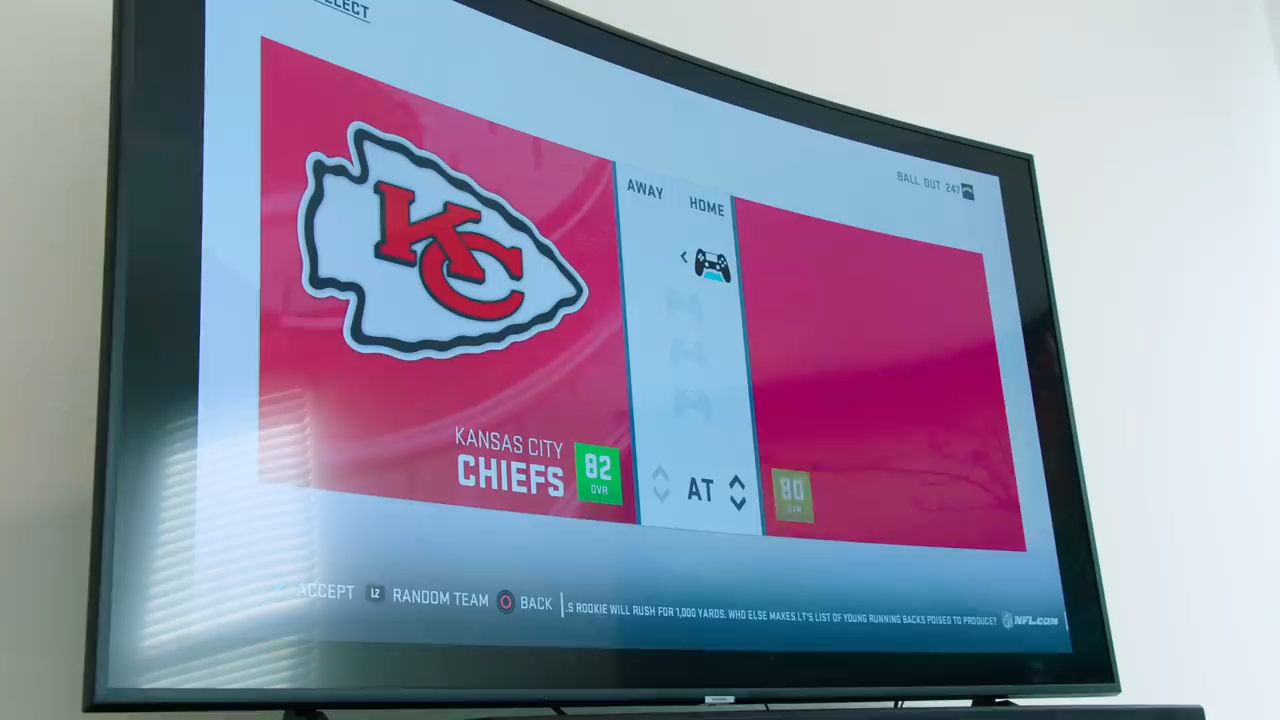 ELECT
BALL OUT 247
AWAY
HOME
KC
KANSAS CITY
CHIEFS
82
OVR
AT
80
OVR
ACCEPT L2 RANDOM TEAM BACK
.S ROOKIE WILL RUSH FOR 1,000 YARDS. WHO ELSE MAKES LT'S LIST OF YOUNG RUNNING BACKS POISED TO PRODUCE? NFL.COM